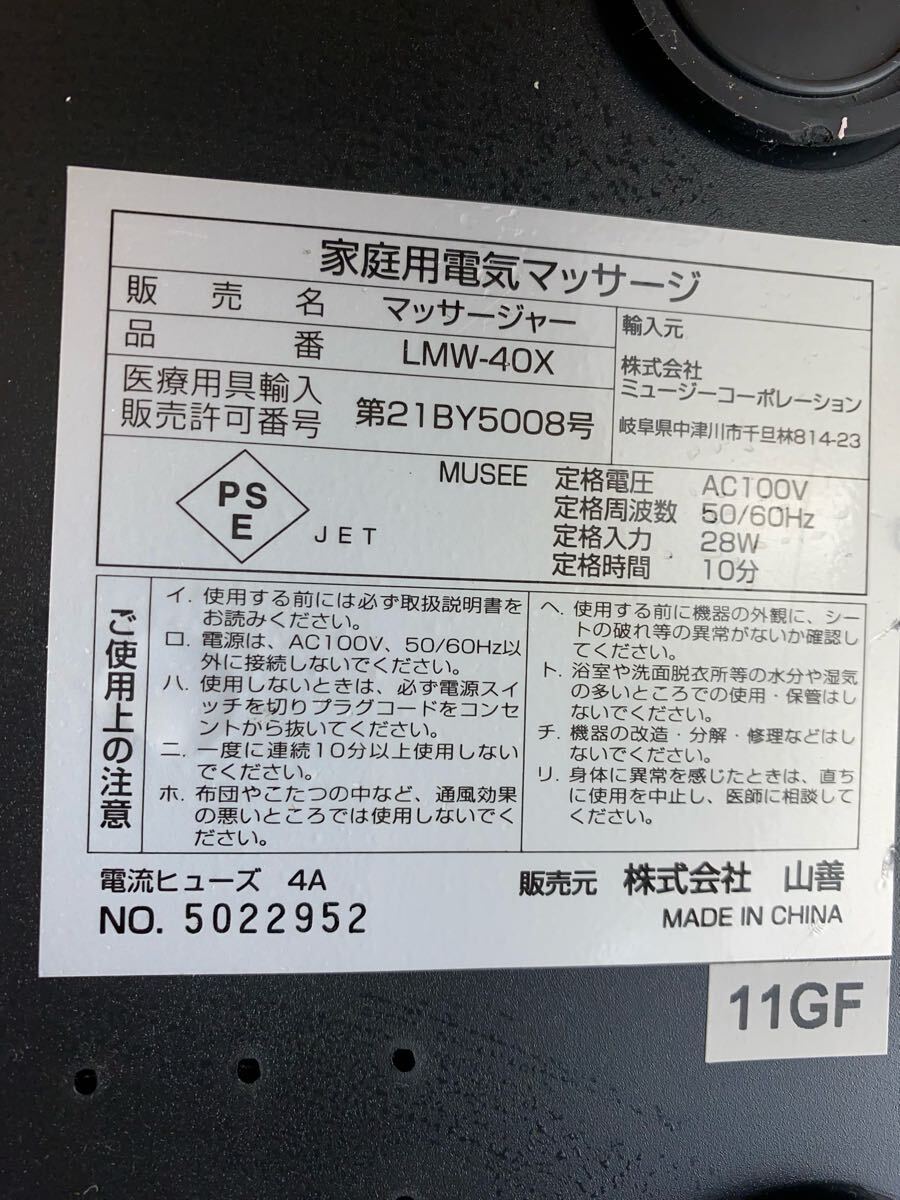 家庭用電気マッサージ
販売名 マッサージャー
品番 LMW-40X
医療用具輸入
販売許可番号 第21BY5008号
輸入元
株式会社
ミュージーコーポレーション
岐阜県中津川市千旦林814-23
PS
E
JET
MUSEE
定格電圧 AC100V
定格周波数 50/60Hz
定格入力 28W
定格時間 10分
ご使用上の注意
イ. 使用する前には必ず取扱説明書を
お読みください。
ロ. 電源は、AC100V、50/60Hz以
外に接続しないでください。
ハ. 使用しないときは、必ず電源スイ
ッチを切りプラグコードをコンセ
ントから抜いてください。
ニ. 一度に連続10分以上使用しない
でください。
ホ. 布団やこたつの中など、通風効果
の悪いところでは使用しないでく
ださい。
ヘ. 使用する前に機器の外観に、シー
トの破れ等の異常がないか確認し
てください。
ト. 浴室や洗面脱衣所等の水分や湿気
の多いところでの使用・保管はし
ないでください。
チ. 機器の改造・分解・修理などはし
ないでください。
リ. 身体に異常を感じたときは、直ち
に使用を中止し、医師に相談して
ください。
電流ヒューズ 4A
NO. 5022952
販売元 株式会社 山善
MADE IN CHINA
11GF